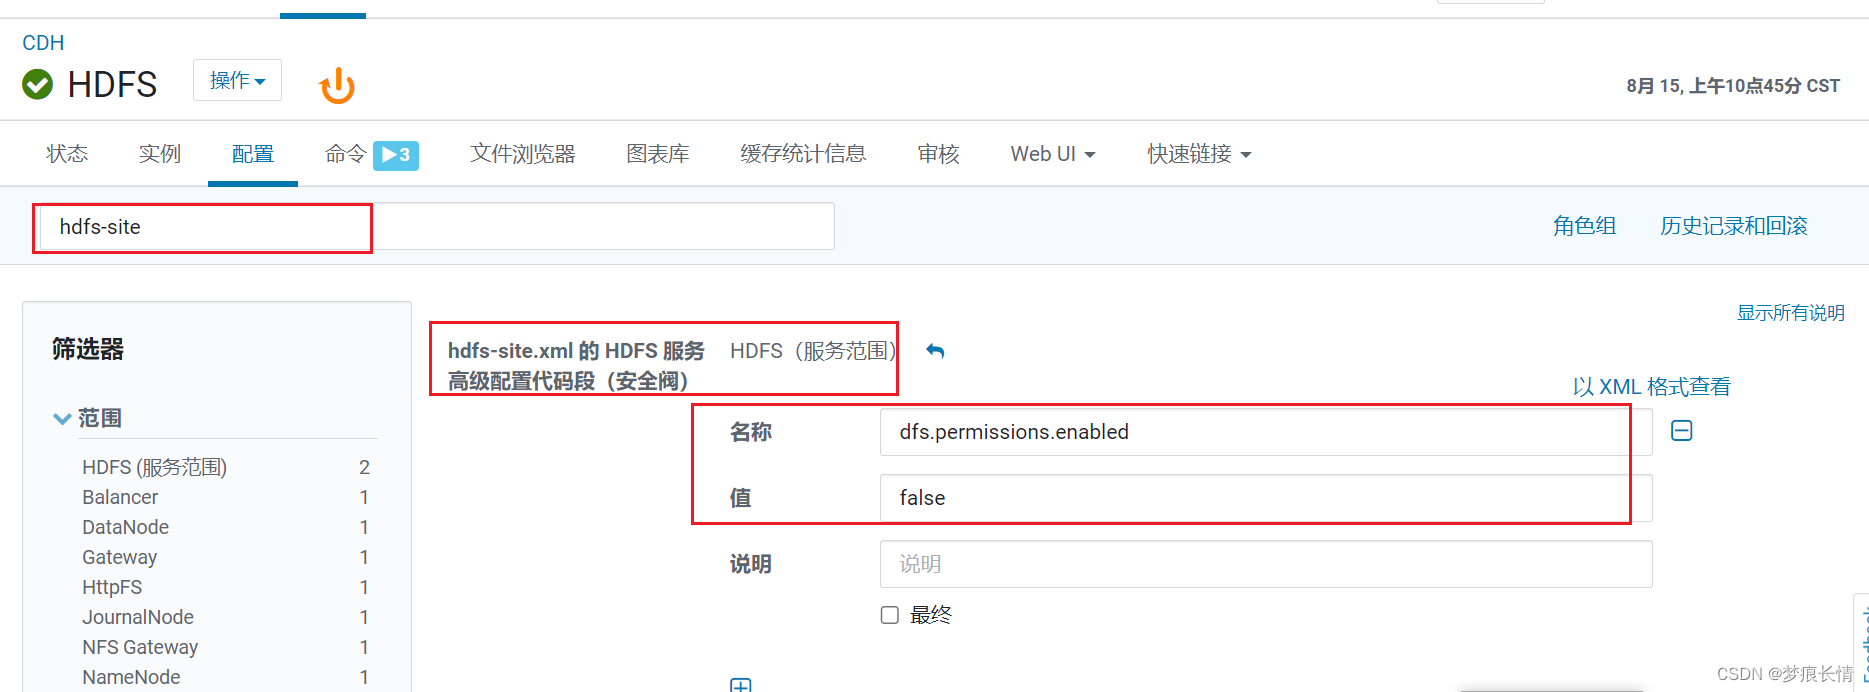 CDH
HDFS
操作
8月 15, 上午10点45分 CST
状态
实例
配置
命令
3
文件浏览器
图表库
缓存统计信息
审核
Web UI
快速链接
hdfs-site
角色组
历史记录和回滚
显示所有说明
筛选器
范围
HDFS (服务范围) 2
Balancer 1
DataNode 1
Gateway 1
HttpFS 1
JournalNode 1
NFS Gateway 1
NameNode 1
hdfs-site.xml 的 HDFS 服务
高级配置代码段（安全阀）
HDFS（服务范围）
以 XML 格式查看
名称
dfs.permissions.enabled
值
false
说明
说明
最终
Feedback
CSDN @梦痕长情